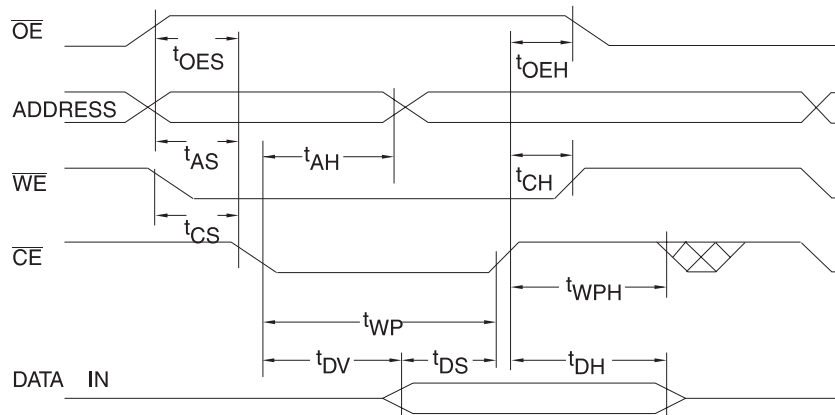 OE
tOES
tOEH
ADDRESS
tAS
tAH
WE
tCH
tCS
CE
tWPH
tWP
tDV
tDS
tDH
DATA IN